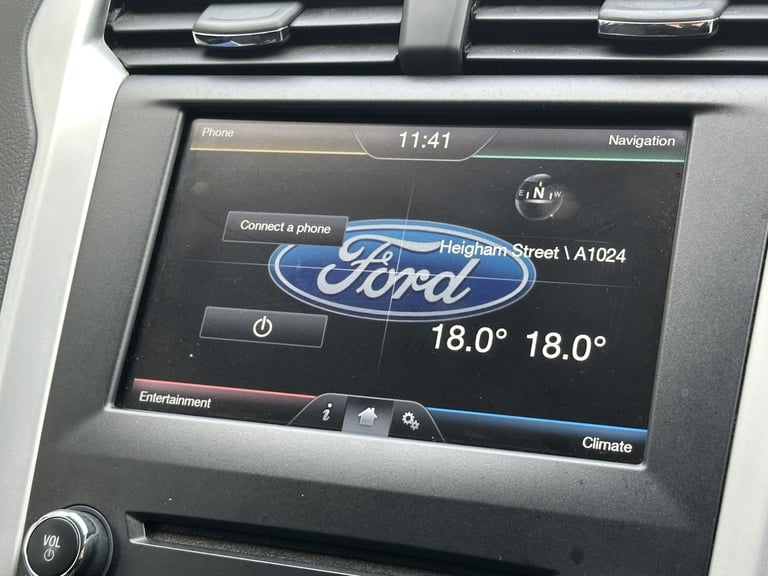 Phone
11:41
Navigation
E N W
Connect a phone
Heigham Street \ A1024
Ford
18.0° 18.0°
Entertainment
i
Climate
VOL